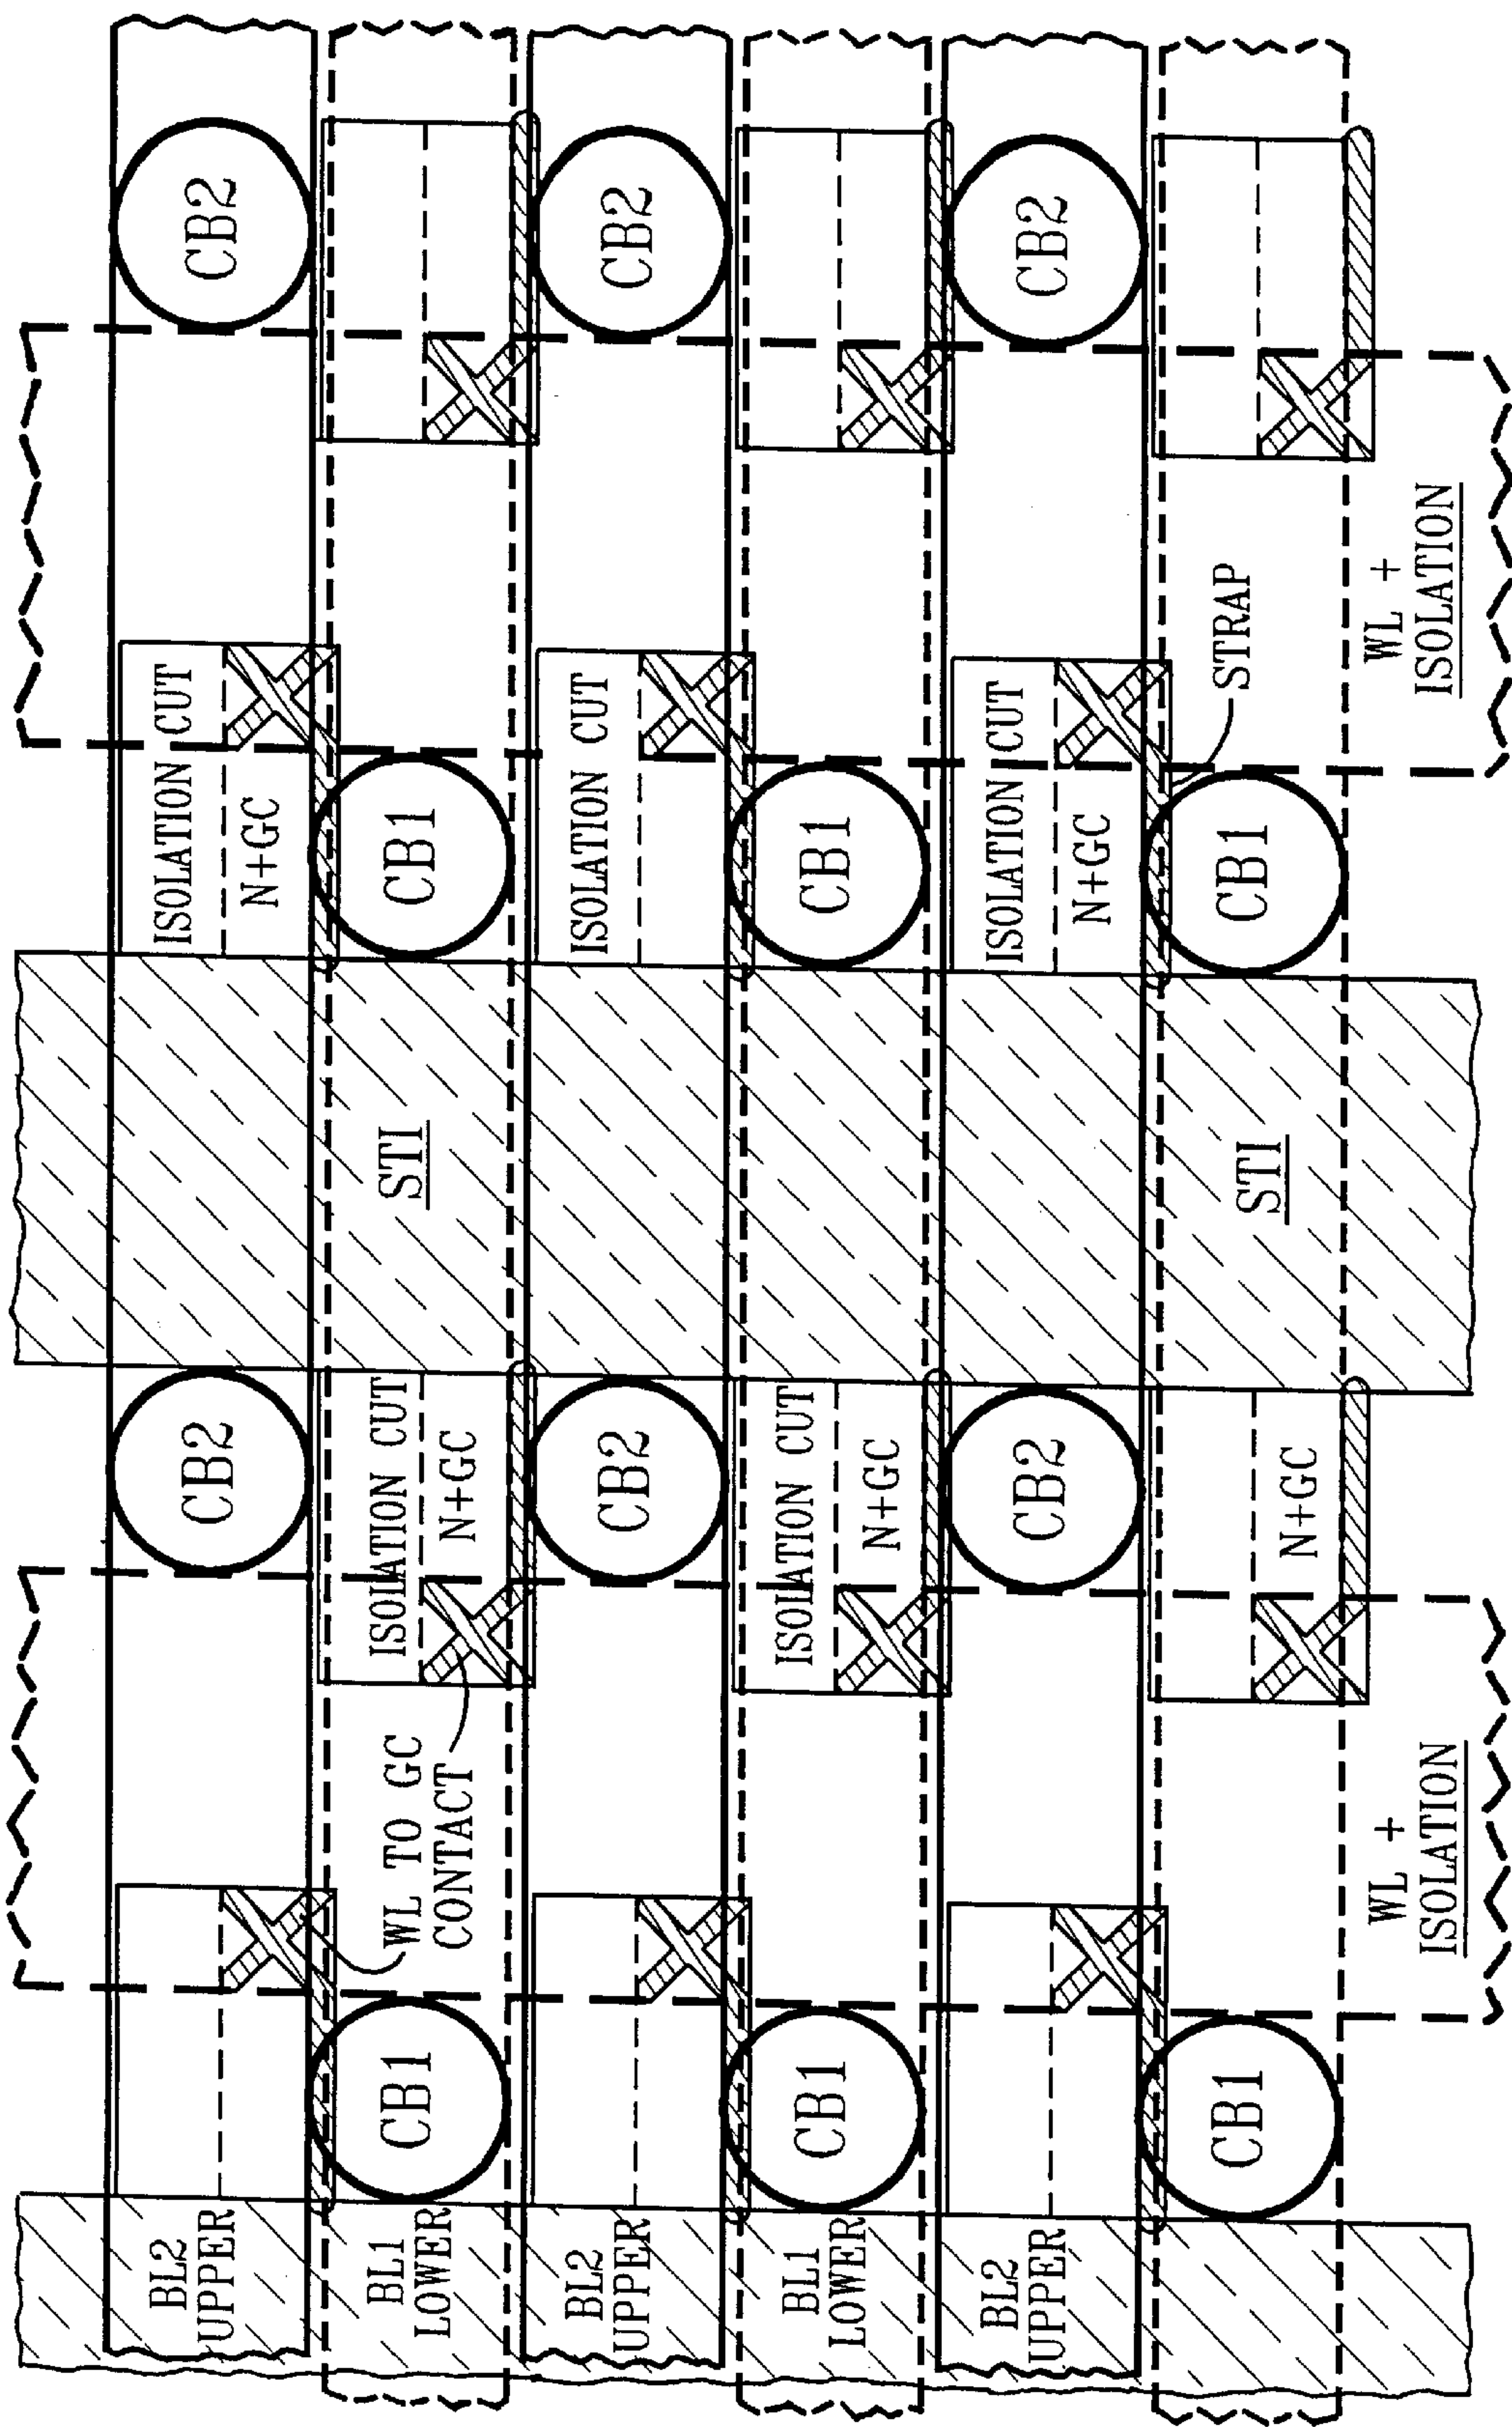 BL2
UPPER
CB2
ISOLATION CUT
N+GC
CB2
BL1
LOWER
CB1
WL TO GC
CONTACT
ISOLATION CUT
N+GC
STI
CB1
BL2
UPPER
CB2
ISOLATION CUT
CB2
BL1
LOWER
CB1
ISOLATION CUT
N+GC
CB1
BL2
UPPER
CB2
ISOLATION CUT
N+GC
CB2
CB1
N+GC
STI
CB1
STRAP
WL +
ISOLATION
WL +
ISOLATION